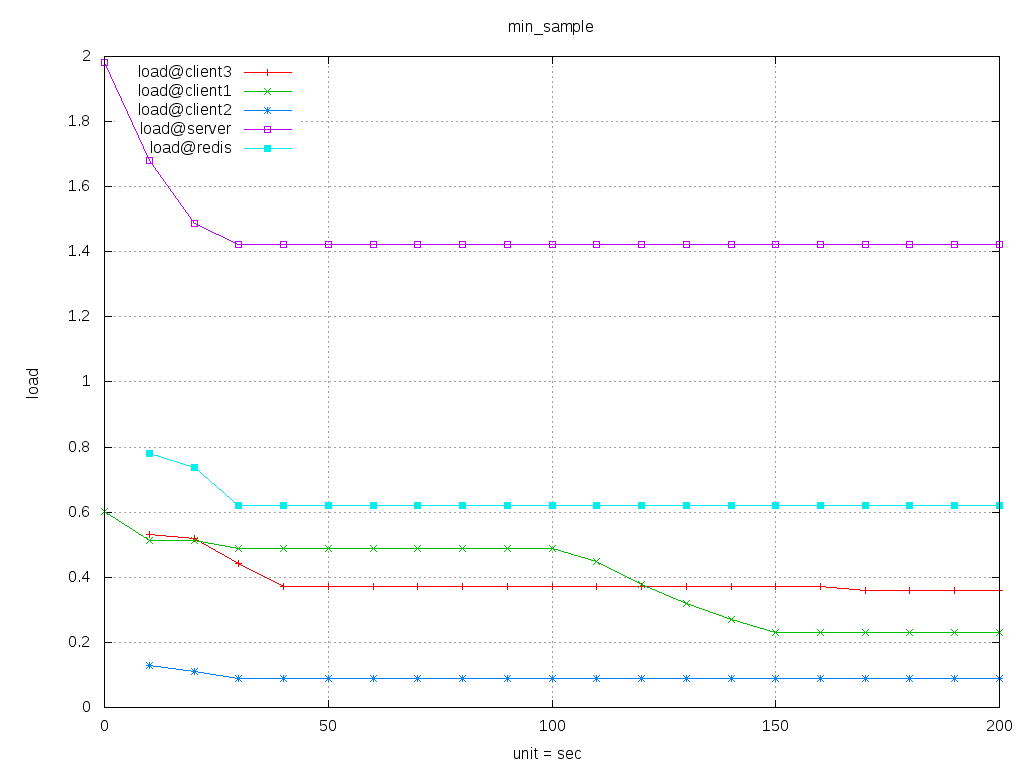 min_sample
load@client3
load@client1
load@client2
load@server
load@redis
2
1.8
1.6
1.4
1.2
1
0.8
0.6
0.4
0.2
0
load
0 50 100 150 200
unit = sec